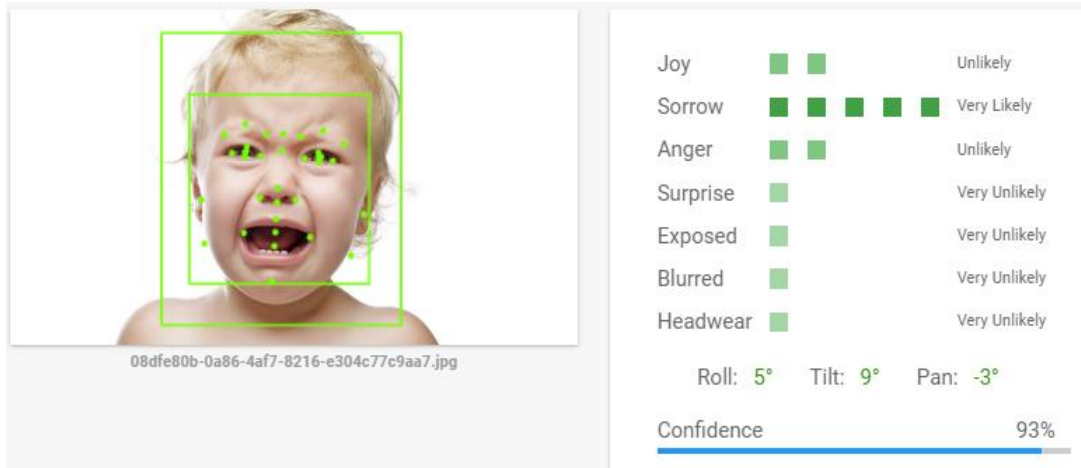 Joy Unlikely
Sorrow Very Likely
Anger Unlikely
Surprise Very Unlikely
Exposed Very Unlikely
Blurred Very Unlikely
Headwear Very Unlikely
Roll: 5° Tilt: 9° Pan: -3°
Confidence 93%
08dfe80b-0a86-4af7-8216-e304c77c9aa7.jpg